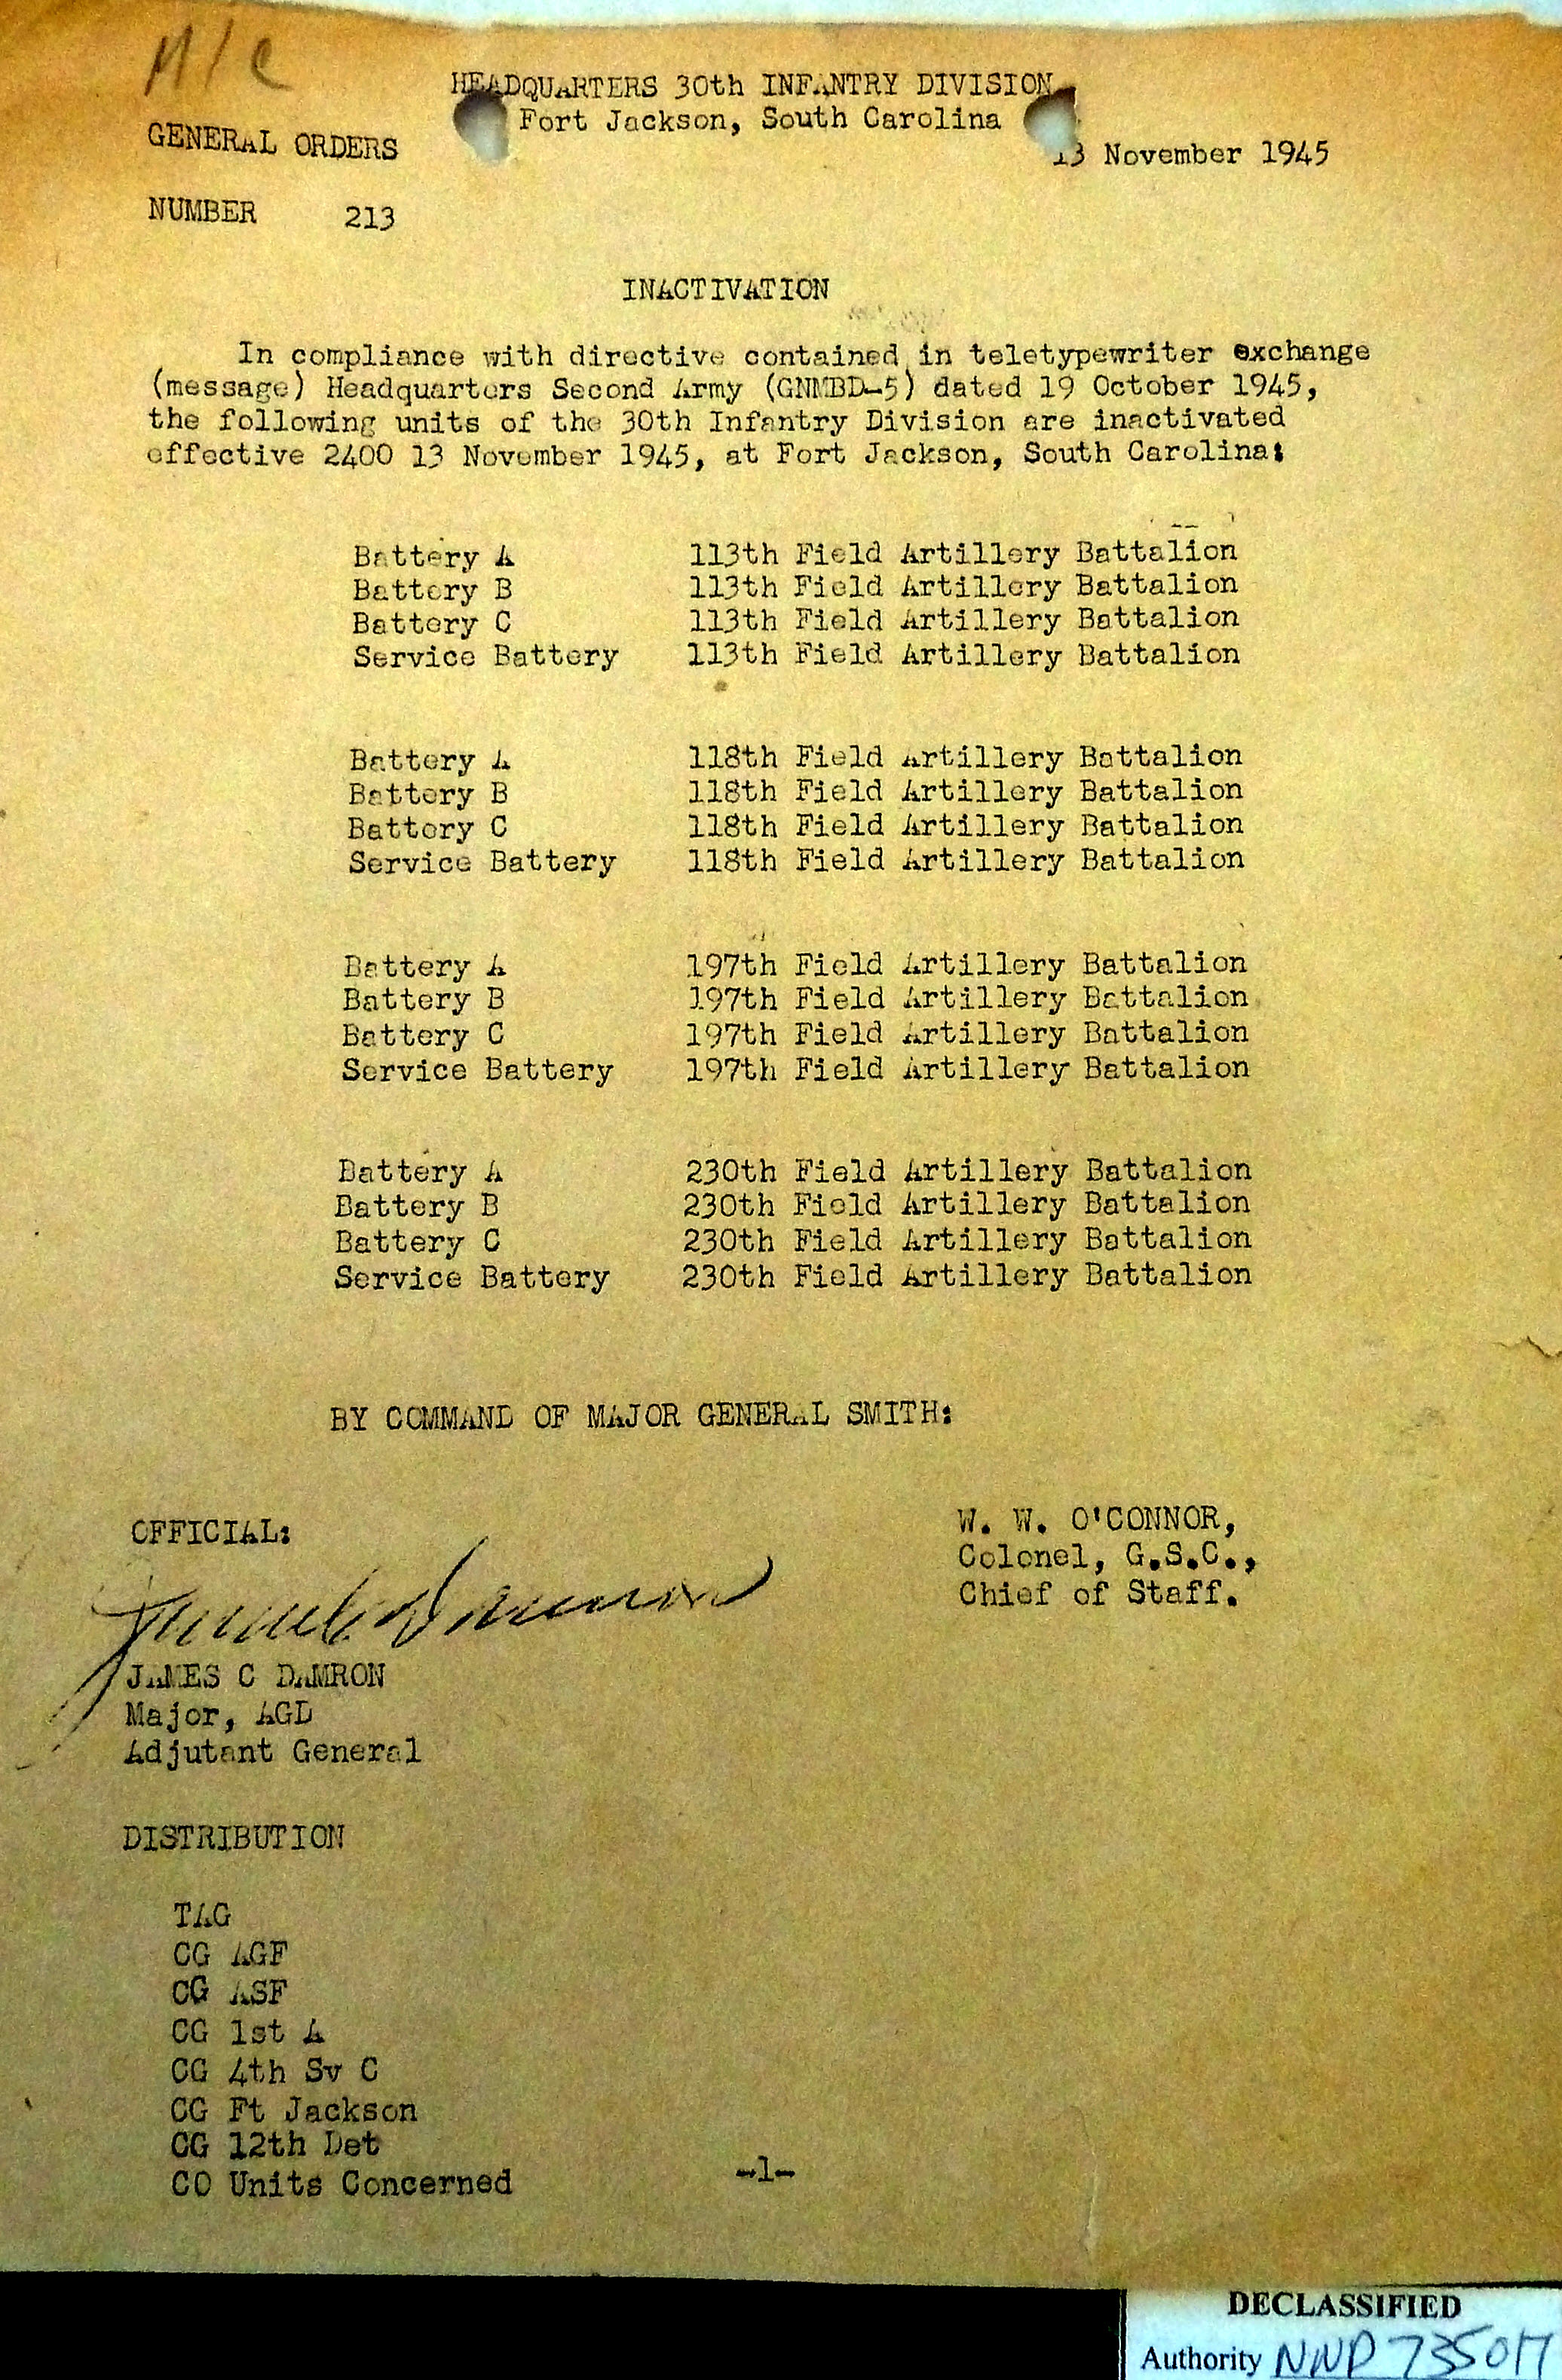 M/C
HEADQUARTERS 30th INFANTRY DIVISION
Fort Jackson, South Carolina
GENERAL ORDERS
13 November 1945
NUMBER 213
INACTIVATION
In compliance with directive contained in teletypewriter exchange
(message) Headquarters Second Army (GNMBD-5) dated 19 October 1945,
the following units of the 30th Infantry Division are inactivated
effective 2400 13 November 1945, at Fort Jackson, South Carolina:
Battery A 113th Field Artillery Battalion
Battery B 113th Field Artillery Battalion
Battery C 113th Field Artillery Battalion
Service Battery 113th Field Artillery Battalion
Battery A 118th Field Artillery Battalion
Battery B 118th Field Artillery Battalion
Battery C 118th Field Artillery Battalion
Service Battery 118th Field Artillery Battalion
Battery A 197th Field Artillery Battalion
Battery B 197th Field Artillery Battalion
Battery C 197th Field Artillery Battalion
Service Battery 197th Field Artillery Battalion
Battery A 230th Field Artillery Battalion
Battery B 230th Field Artillery Battalion
Battery C 230th Field Artillery Battalion
Service Battery 230th Field Artillery Battalion
BY COMMAND OF MAJOR GENERAL SMITH:
OFFICIAL:
W. W. O'CONNOR,
Colonel, G.S.C.,
Chief of Staff.
James C Damron
JAMES C DAMRON
Major, AGD
Adjutant General
DISTRIBUTION
TAG
CG AGF
CG ASF
CG 1st A
CG 4th Sv C
CG Ft Jackson
CG 12th Det
CO Units Concerned
-1-
DECLASSIFIED
Authority NND 735017